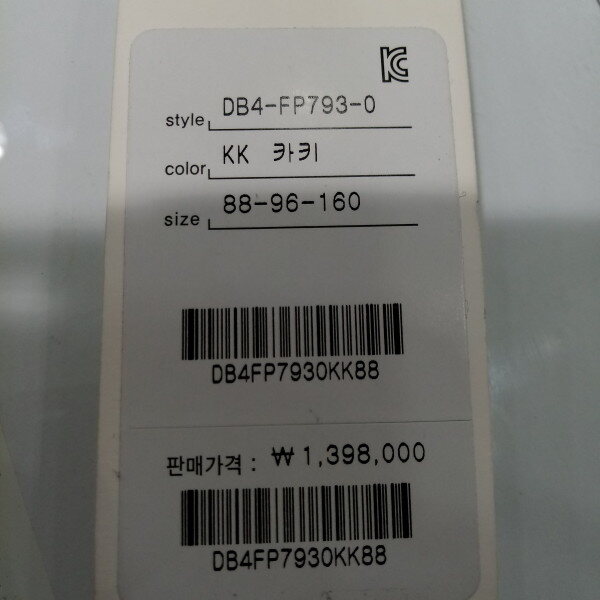 KC
style DB4-FP793-0
color KK 카키
size 88-96-160
DB4FP7930KK88
판매가격 : ₩ 1,398,000
DB4FP7930KK88